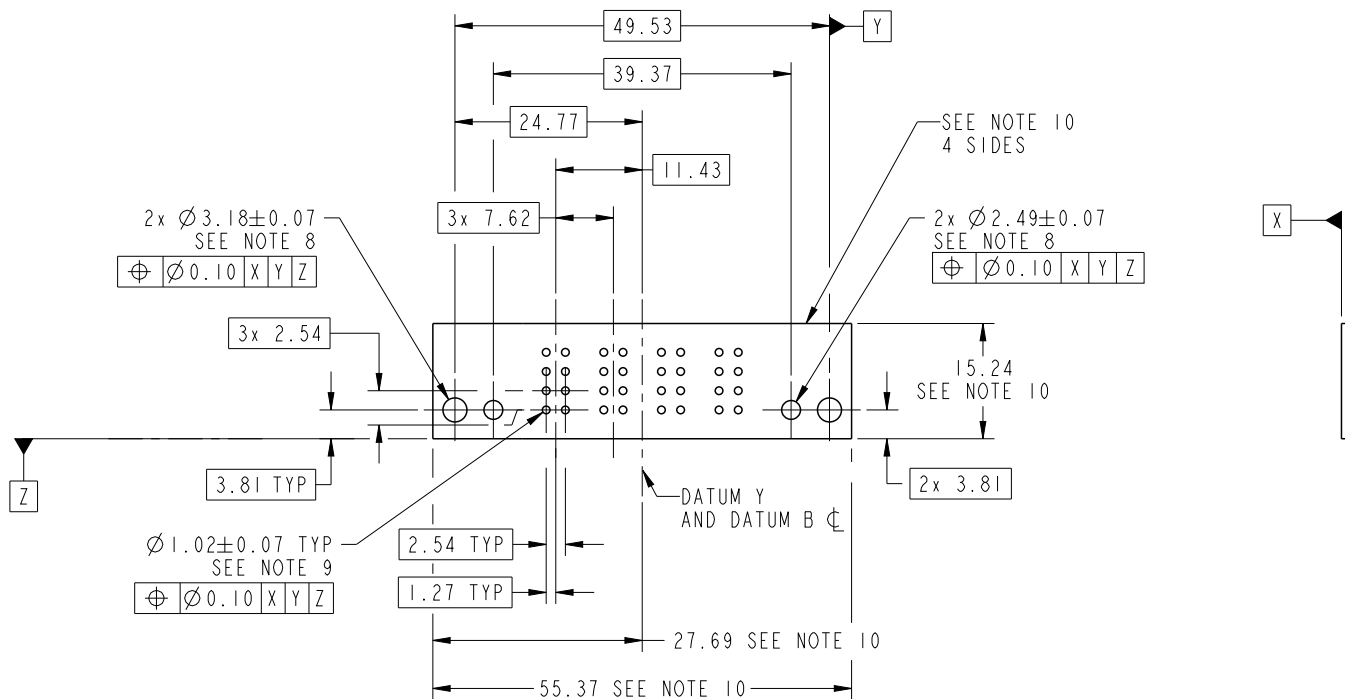 49.53
Y
39.37
24.77
SEE NOTE 10
4 SIDES
11.43
3x 7.62
2x Ø3.18±0.07
SEE NOTE 8
⌖ Ø0.10 X Y Z
2x Ø2.49±0.07
SEE NOTE 8
⌖ Ø0.10 X Y Z
X
3x 2.54
15.24
SEE NOTE 10
Z
3.81 TYP
2x 3.81
DATUM Y
AND DATUM B ℄
Ø1.02±0.07 TYP
SEE NOTE 9
⌖ Ø0.10 X Y Z
2.54 TYP
1.27 TYP
27.69 SEE NOTE 10
55.37 SEE NOTE 10